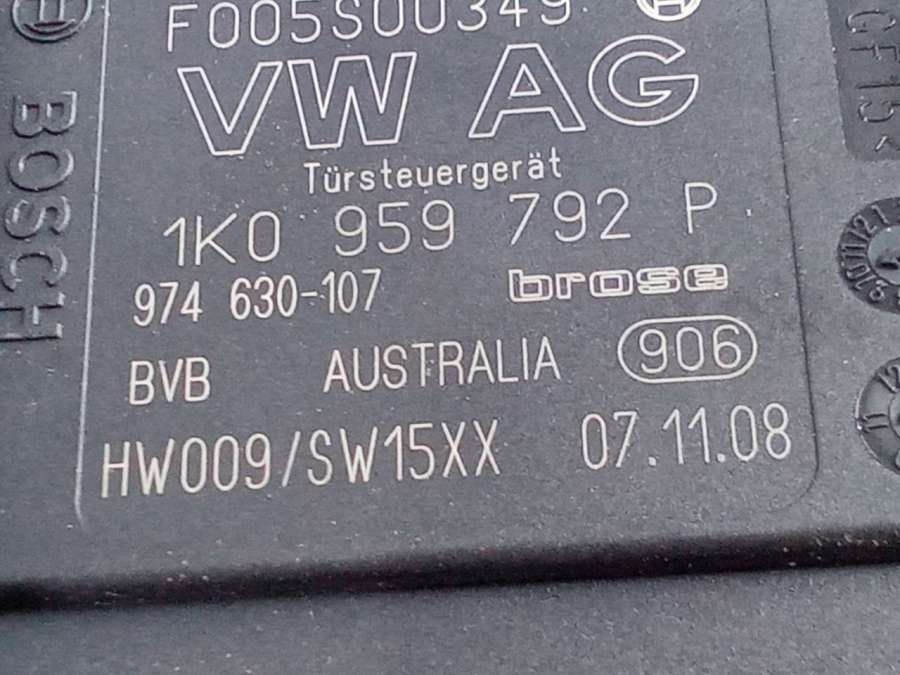 F005S00349
VW AG
Türsteuergerät
1K0 959 792 P
974 630-107 brose
BVB AUSTRALIA 906
HW009/SW15XX 07.11.08
BOSCH